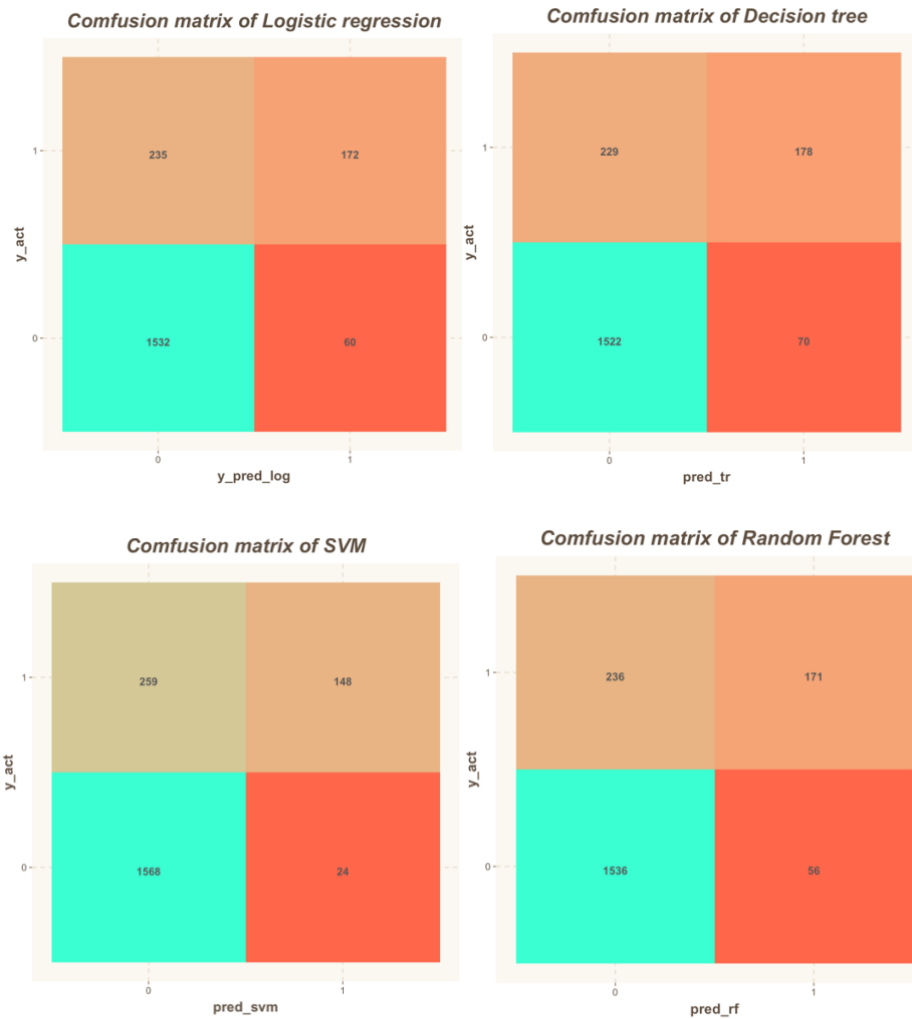 Comfusion matrix of Logistic regression
1
235
172
y_act
0
1532
60
0
1
y_pred_log
Comfusion matrix of Decision tree
1
229
178
y_act
0
1522
70
0
1
pred_tr
Comfusion matrix of SVM
1
259
148
y_act
0
1568
24
0
1
pred_svm
Comfusion matrix of Random Forest
1
236
171
y_act
0
1536
56
0
1
pred_rf